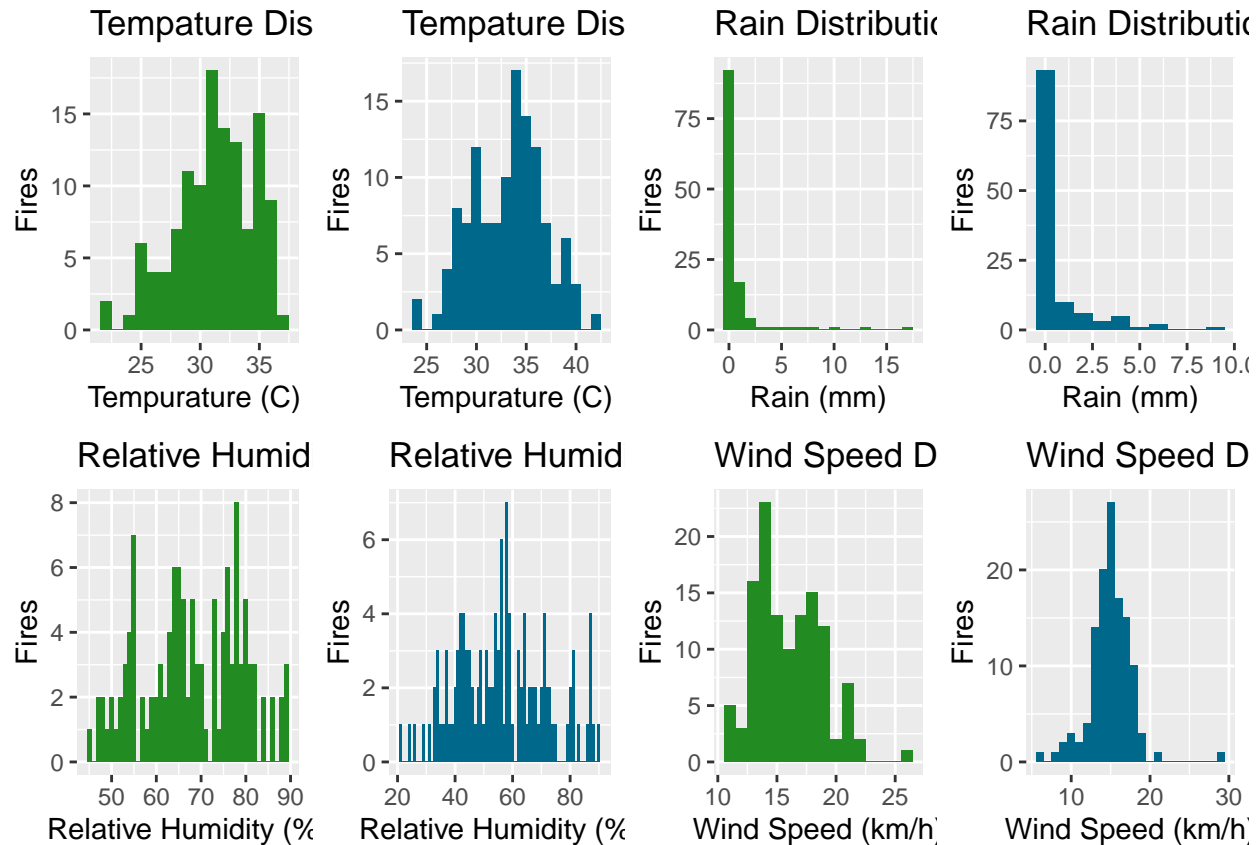 Tempature Dis
Tempature Dis
Rain Distributio
Rain Distributio
Fires
15
10
5
0
25 30 35
Tempurature (C)
Fires
15
10
5
0
25 30 35 40
Tempurature (C)
Fires
75
50
25
0
0 5 10 15
Rain (mm)
Fires
75
50
25
0
0.0 2.5 5.0 7.5 10.0
Rain (mm)
Relative Humid
Relative Humid
Wind Speed D
Wind Speed D
Fires
8
6
4
2
0
50 60 70 80 90
Relative Humidity (%
Fires
6
4
2
0
20 40 60 80
Relative Humidity (%
Fires
20
15
10
5
0
10 15 20 25
Wind Speed (km/h)
Fires
20
10
0
10 20 30
Wind Speed (km/h)